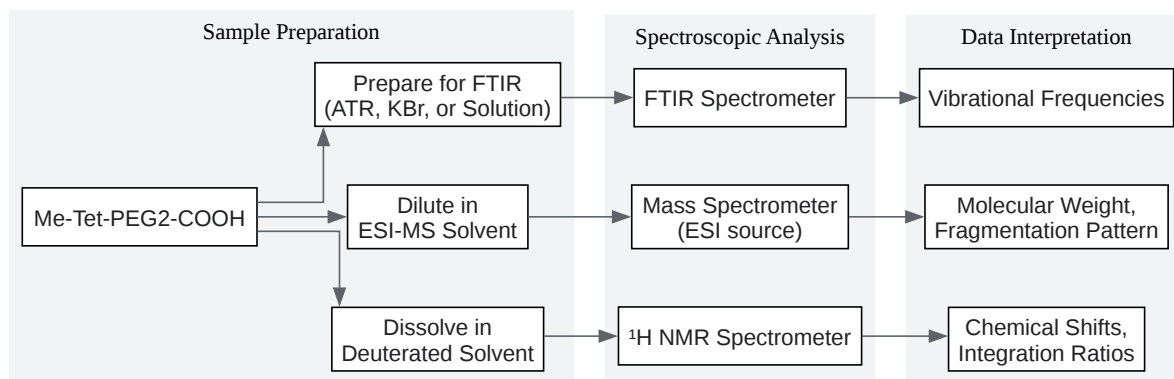 Sample Preparation
Spectroscopic Analysis
Data Interpretation
Prepare for FTIR
(ATR, KBr, or Solution)
FTIR Spectrometer
Vibrational Frequencies
Me-Tet-PEG2-COOH
Dilute in
ESI-MS Solvent
Mass Spectrometer
(ESI source)
Molecular Weight,
Fragmentation Pattern
Dissolve in
Deuterated Solvent
¹H NMR Spectrometer
Chemical Shifts,
Integration Ratios